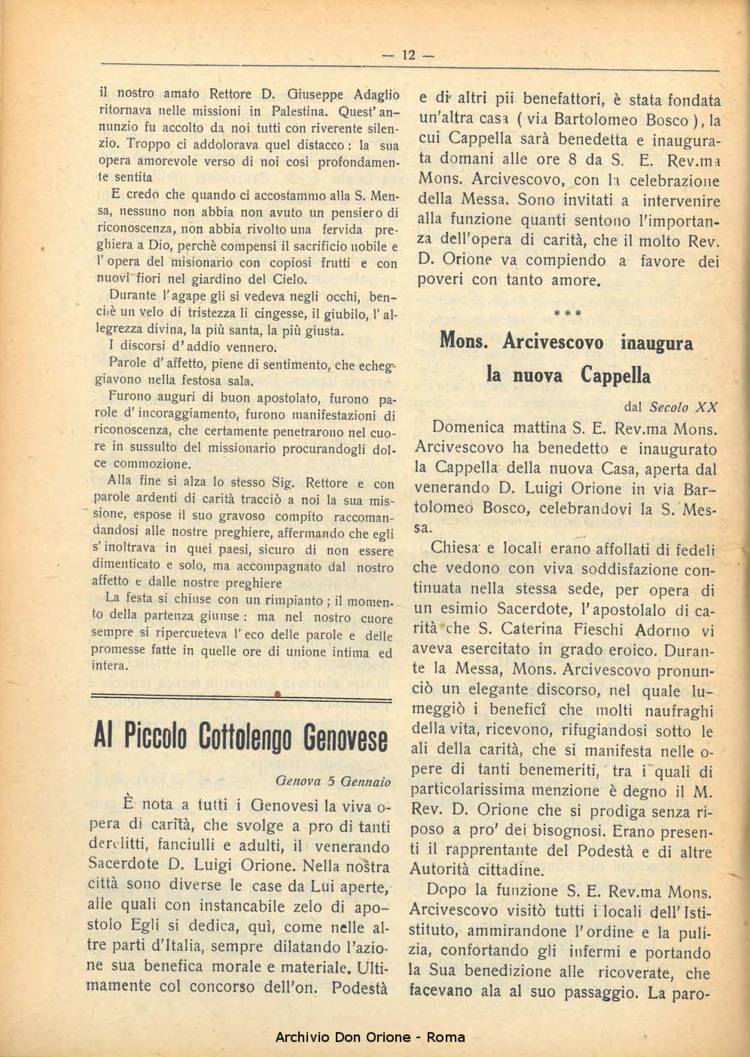 — 12 —
il nostro amato Rettore D. Giuseppe Adaglio
ritornava nelle missioni in Palestina. Quest' an-
nunzio fu accolto da noi tutti con riverente silen-
zio. Troppo ci addolorava quel distacco : la sua
opera amorevole verso di noi così profondamen-
te sentita
E credo che quando ci accostammo alla S. Men-
sa, nessuno non abbia non avuto un pensiero di
riconoscenza, non abbia rivolto una fervida pre-
ghiera a Dio, perchè compensi il sacrificio nobile e
l' opera del misionario con copiosi frutti e con
nuovi fiori nel giardino del Cielo.
Durante l' agape gli si vedeva negli occhi, ben-
chè un velo di tristezza li cingesse, il giubilo, l' al-
legrezza divina, la più santa, la più giusta.
I discorsi d' addio vennero.
Parole d' affetto, piene di sentimento, che echeg-
giavono nella festosa sala.
Furono auguri di buon apostolato, furono pa-
role d' incoraggiamento, furono manifestazioni di
riconoscenza, che certamente penetrarono nel cuo-
re in sussulto del missionario procurandogli dol-
ce commozione.
Alla fine si alza lo stesso Sig. Rettore e con
parole ardenti di carità tracciò a noi la sua mis-
sione, espose il suo gravoso compito raccoman-
dandosi alle nostre preghiere, affermando che egli
s' inoltrava in quei paesi, sicuro di non essere
dimenticato e solo, ma accompagnato dal nostro
affetto e dalle nostre preghiere
La festa si chiuse con un rimpianto ; il momen-
to della partenza giunse : ma nel nostro cuore
sempre si ripercueteva l' eco delle parole e delle
promesse fatte in quelle ore di unione intima ed
intera.
Al Piccolo Cottolengo Genovese
Genova 5 Gennaio
È nota a tutti i Genovesi la viva o-
pera di carità, che svolge a pro di tanti
derelitti, fanciulli e adulti, il venerando
Sacerdote D. Luigi Orione. Nella nostra
città sono diverse le case da Lui aperte,
alle quali con instancabile zelo di apo-
stolo Egli si dedica, quì, come nelle al-
tre parti d'Italia, sempre dilatando l'azio-
ne sua benefica morale e materiale. Ulti-
mamente col concorso dell'on. Podestà
e di altri pii benefattori, è stata fondata
un'altra casa ( via Bartolomeo Bosco ), la
cui Cappella sarà benedetta e inaugura-
ta domani alle ore 8 da S. E. Rev.ma
Mons. Arcivescovo, con la celebrazione
della Messa. Sono invitati a intervenire
alla funzione quanti sentono l'importan-
za dell'opera di carità, che il molto Rev.
D. Orione va compiendo a favore dei
poveri con tanto amore.
* * *
Mons. Arcivescovo inaugura
la nuova Cappella
dal Secolo XX
Domenica mattina S. E. Rev.ma Mons.
Arcivescovo ha benedetto e inaugurato
la Cappella della nuova Casa, aperta dal
venerando D. Luigi Orione in via Bar-
tolomeo Bosco, celebrandovi la S. Mes-
sa.
Chiesa e locali erano affollati di fedeli
che vedono con viva soddisfazione con-
tinuata nella stessa sede, per opera di
un esimio Sacerdote, l' apostolalo di ca-
rità che S. Caterina Fieschi Adorno vi
aveva esercitato in grado eroico. Duran-
te la Messa, Mons. Arcivescovo pronun-
ciò un elegante discorso, nel quale lu-
meggiò i beneficî che molti naufraghi
della vita, ricevono, rifugiandosi sotto le
ali della carità, che si manifesta nelle o-
pere di tanti benemeriti, tra i quali di
particolarissima menzione è degno il M.
Rev. D. Orione che si prodiga senza ri-
poso a pro' dei bisognosi. Erano presen-
ti il rapprentante del Podestà e di altre
Autorità cittadine.
Dopo la funzione S. E. Rev.ma Mons.
Arcivescovo visitò tutti i locali dell' Isti-
stituto, ammirandone l' ordine e la puli-
zia, confortando gli infermi e portando
la Sua benedizione alle ricoverate, che
facevano ala al suo passaggio. La paro-
Archivio Don Orione - Roma